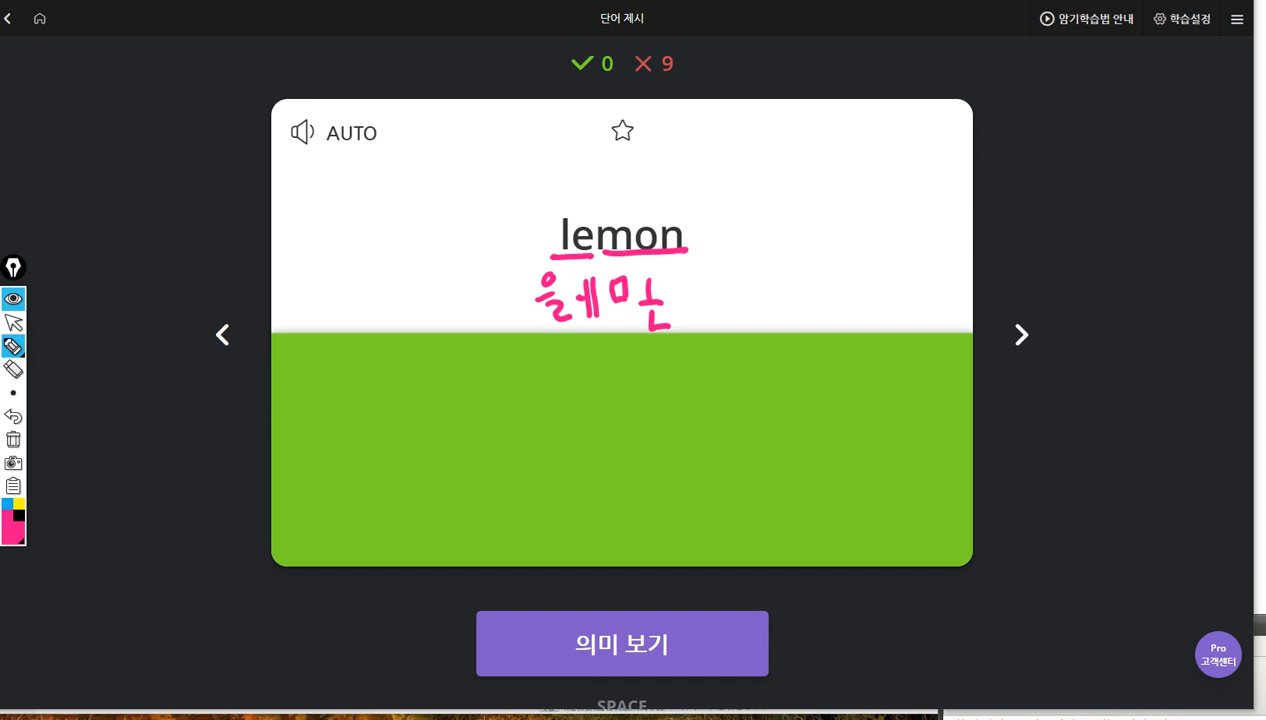 단어 제시
암기학습법 안내
학습설정
0
9
AUTO
lemon
을레먼
의미 보기
Pro
고객센터
SPACE